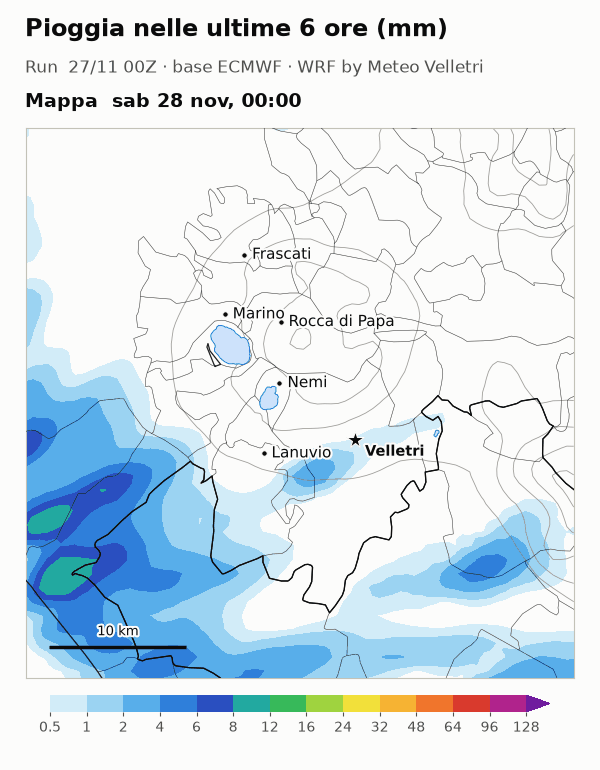 Pioggia nelle ultime 6 ore (mm)
Run  27/11 00Z · base ECMWF · WRF by Meteo Velletri
Mappa  sab 28 nov, 00:00
Frascati
Marino
Rocca di Papa
Nemi
Velletri
Lanuvio
10 km
0.5 1 2 4 6 8 12 16 24 32 48 64 96 128